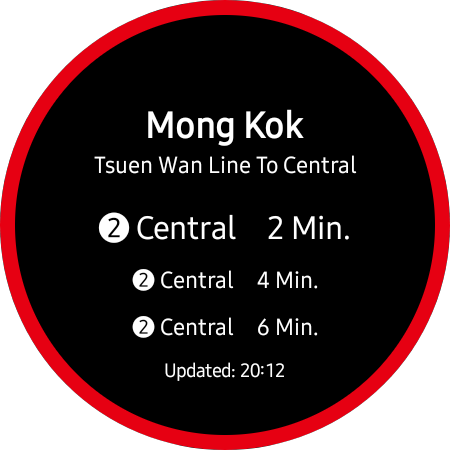 Mong Kok
Tsuen Wan Line To Central
2 Central 2 Min.
2 Central 4 Min.
2 Central 6 Min.
Updated: 20:12